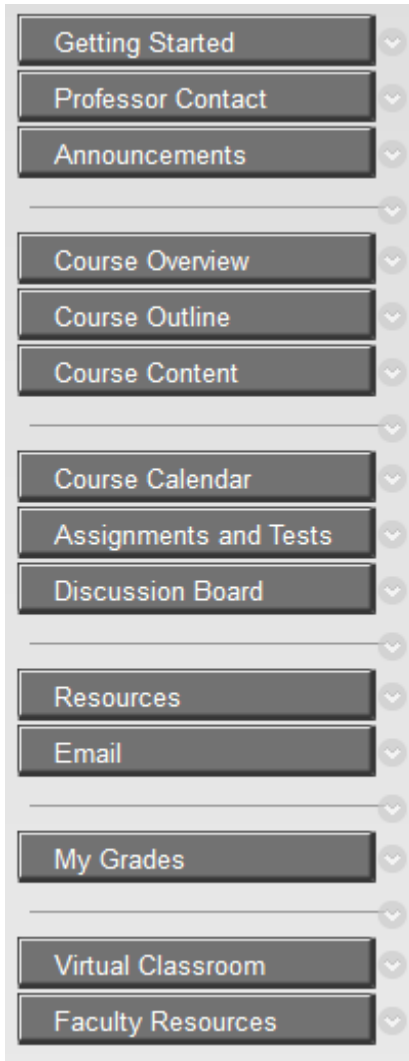 Getting Started
Professor Contact
Announcements
Course Overview
Course Outline
Course Content
Course Calendar
Assignments and Tests
Discussion Board
Resources
Email
My Grades
Virtual Classroom
Faculty Resources